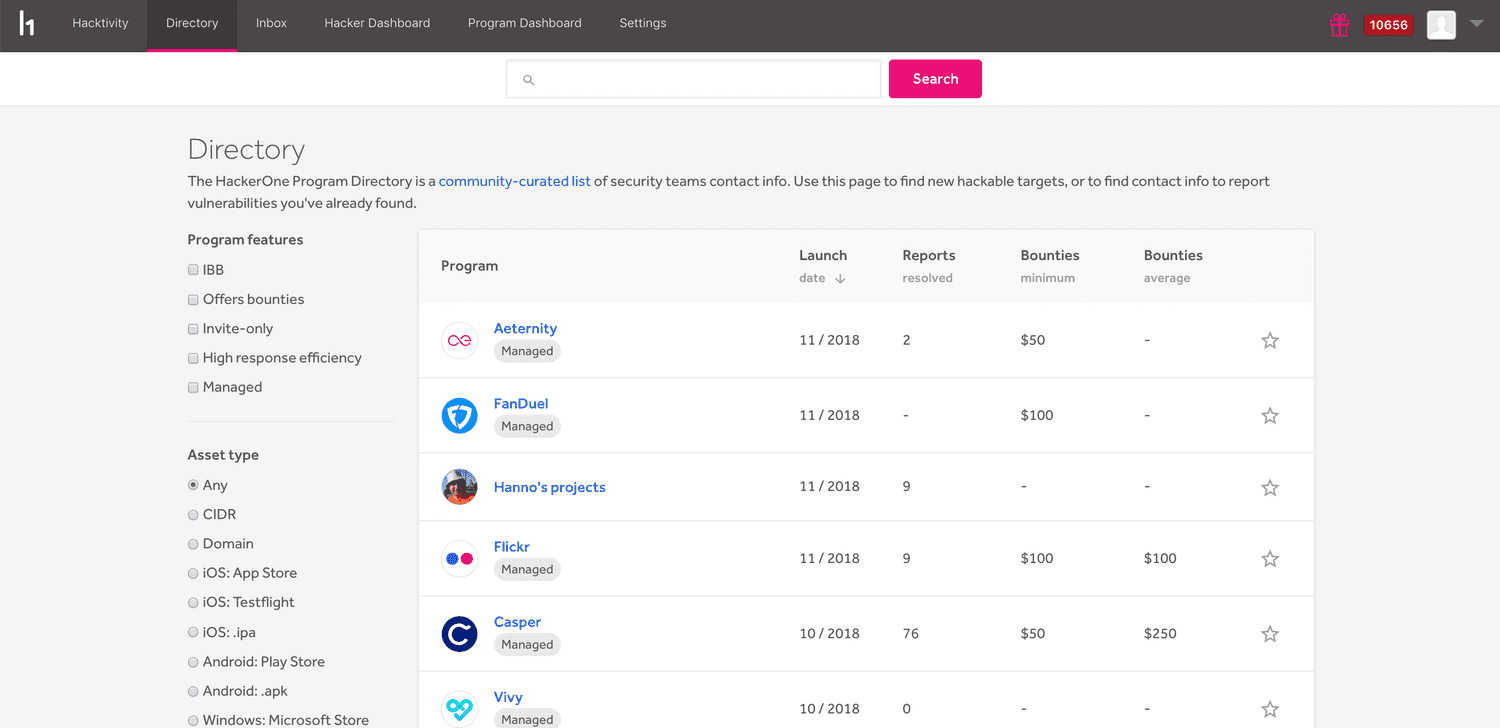 Hacktivity Directory Inbox Hacker Dashboard Program Dashboard Settings 10656
Search
Directory
The HackerOne Program Directory is a community-curated list of security teams contact info. Use this page to find new hackable targets, or to find contact info to report
vulnerabilities you've already found.
Program features
IBB
Offers bounties
Invite-only
High response efficiency
Managed
Asset type
Any
CIDR
Domain
iOS: App Store
iOS: Testflight
iOS: .ipa
Android: Play Store
Android: .apk
Windows: Microsoft Store
Program Launch date Reports resolved Bounties minimum Bounties average
Aeternity 11 / 2018 2 $50 -
Managed
FanDuel 11 / 2018 - $100 -
Managed
Hanno's projects 11 / 2018 9 - -
Flickr 11 / 2018 9 $100 $100
Managed
Casper 10 / 2018 76 $50 $250
Managed
Vivy 10 / 2018 0 - -
Managed